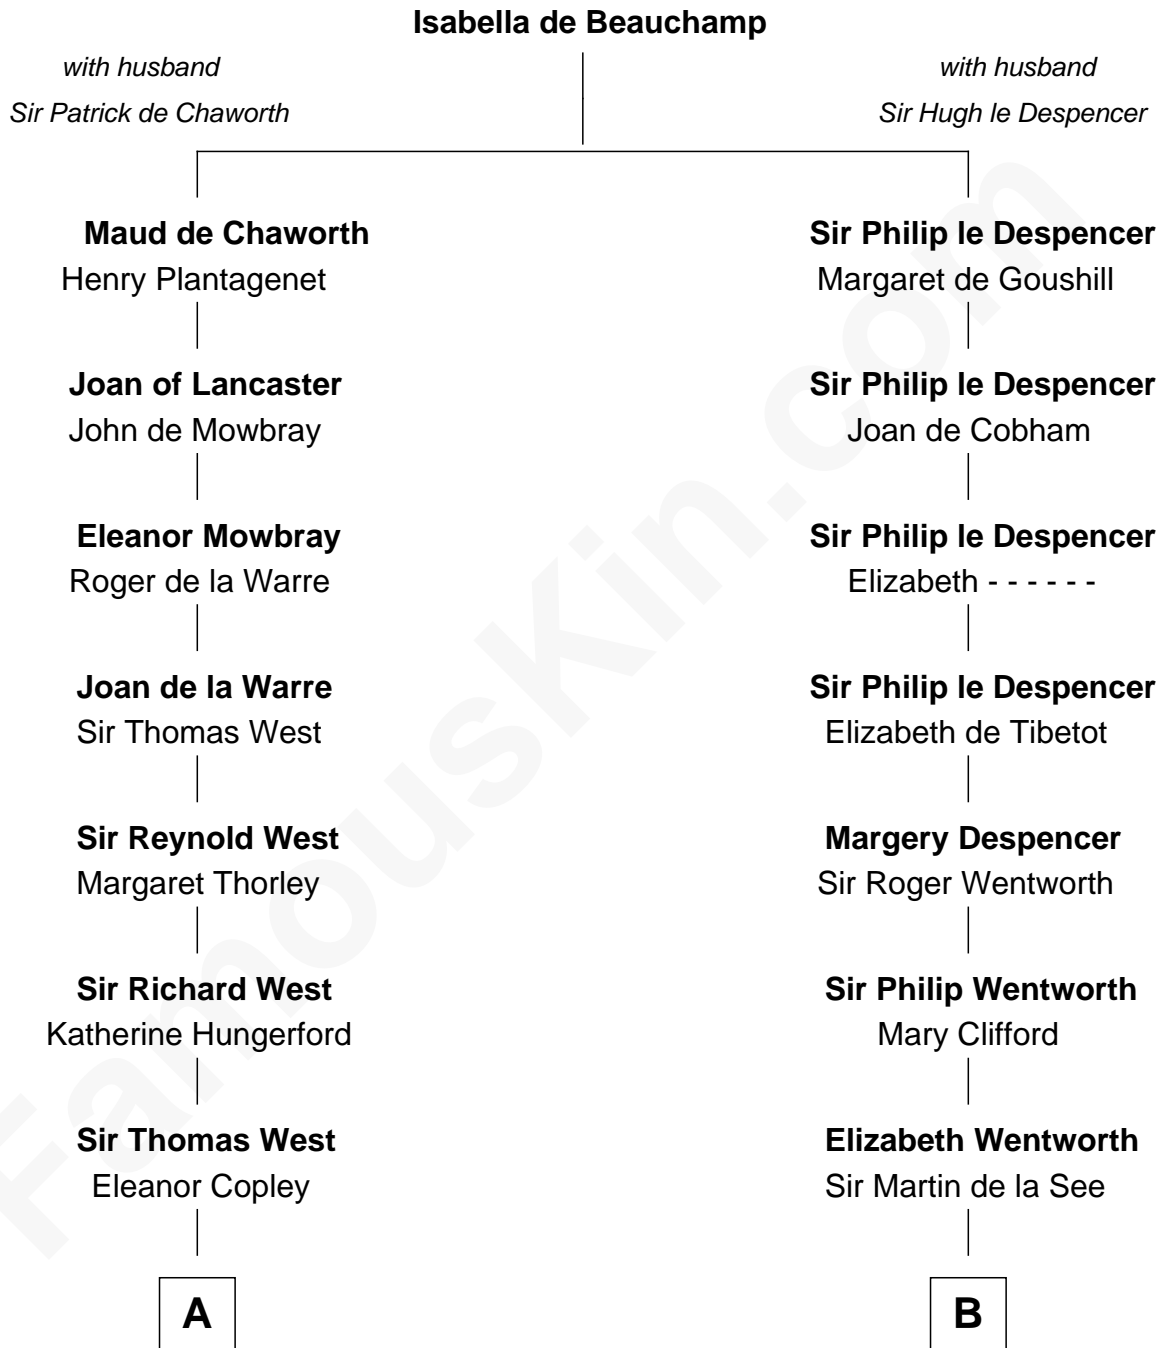 Isabella de Beauchamp
with husband
Sir Patrick de Chaworth
with husband
Sir Hugh le Despencer
Maud de Chaworth
Henry Plantagenet
Sir Philip le Despencer
Margaret de Goushill
Joan of Lancaster
John de Mowbray
Sir Philip le Despencer
Joan de Cobham
Eleanor Mowbray
Roger de la Warre
Sir Philip le Despencer
Elizabeth - - - - - -
Joan de la Warre
Sir Thomas West
Sir Philip le Despencer
Elizabeth de Tibetot
Sir Reynold West
Margaret Thorley
Margery Despencer
Sir Roger Wentworth
Sir Richard West
Katherine Hungerford
Sir Philip Wentworth
Mary Clifford
Sir Thomas West
Eleanor Copley
Elizabeth Wentworth
Sir Martin de la See
A
B
FamousKin.com